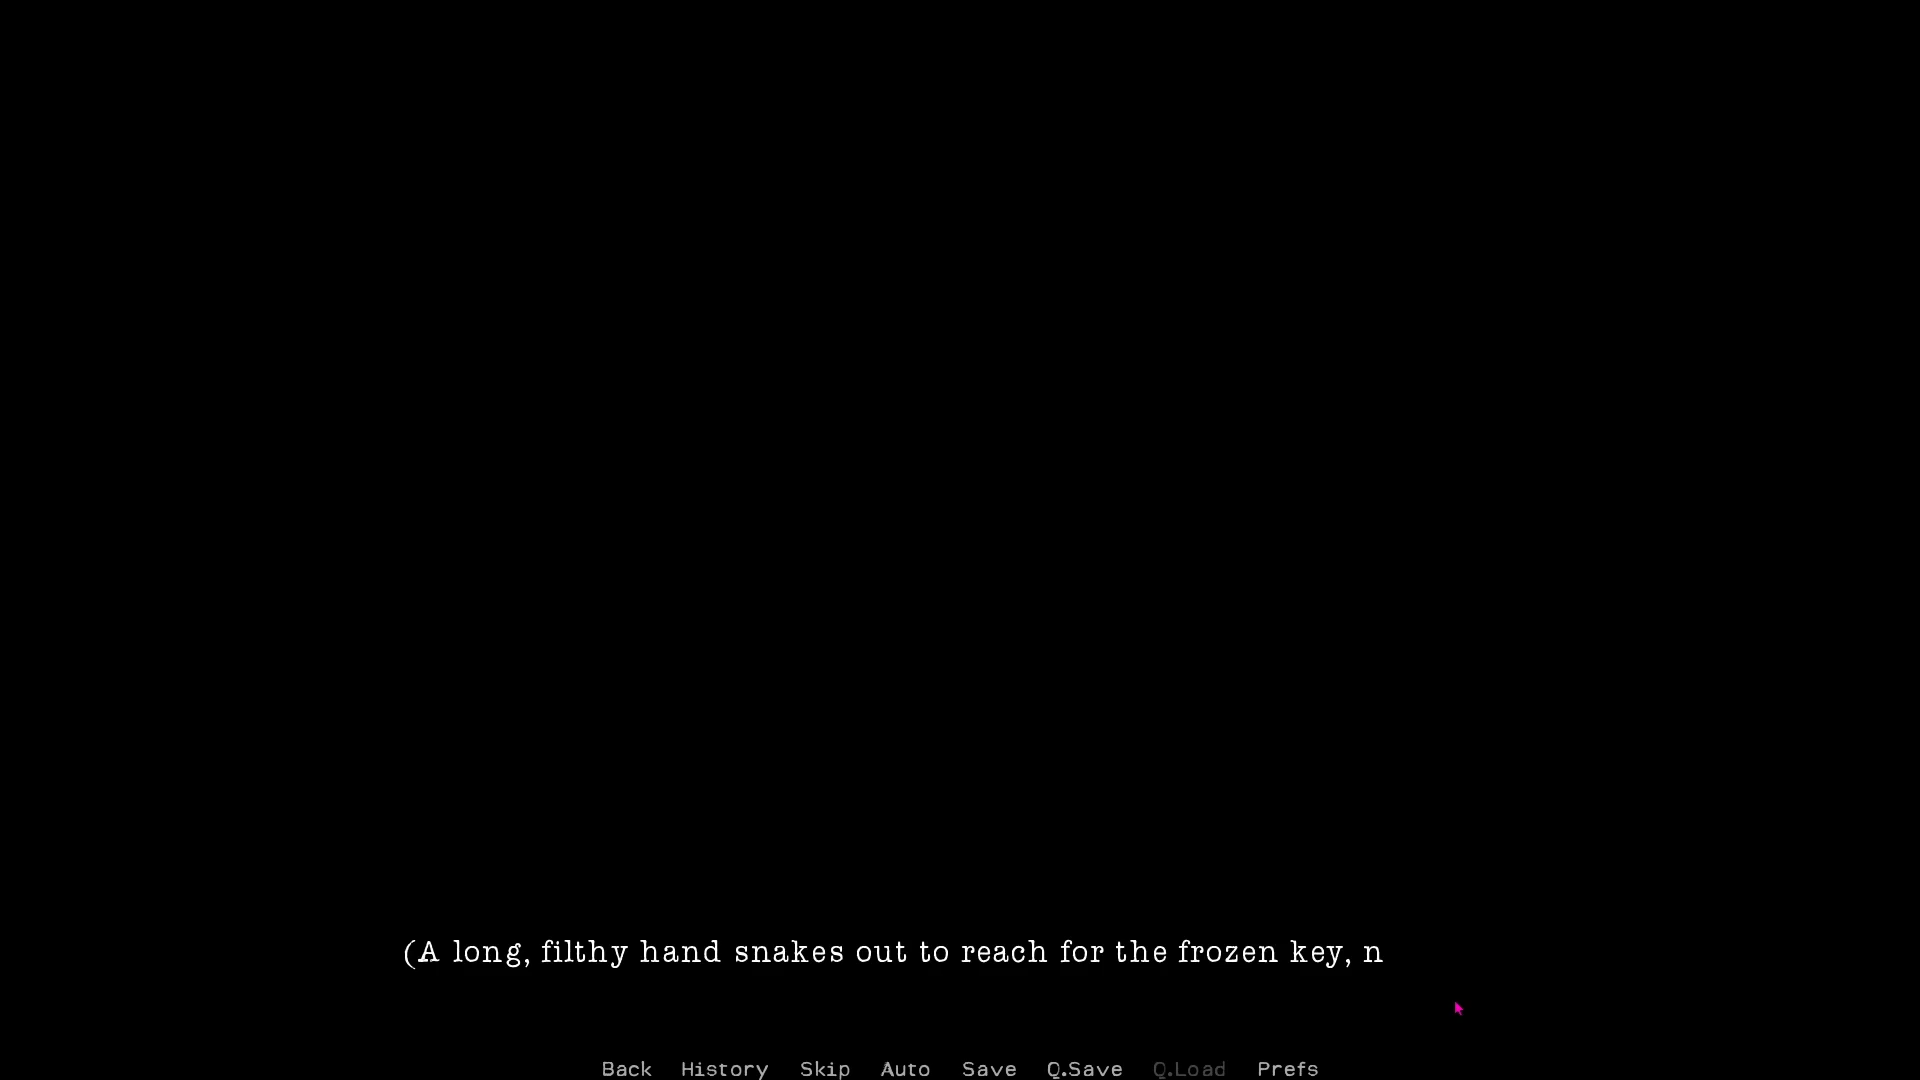 (A long, filthy hand snakes out to reach for the frozen key, n
Back History Skip Auto Save Q.Save Q.Load Prefs